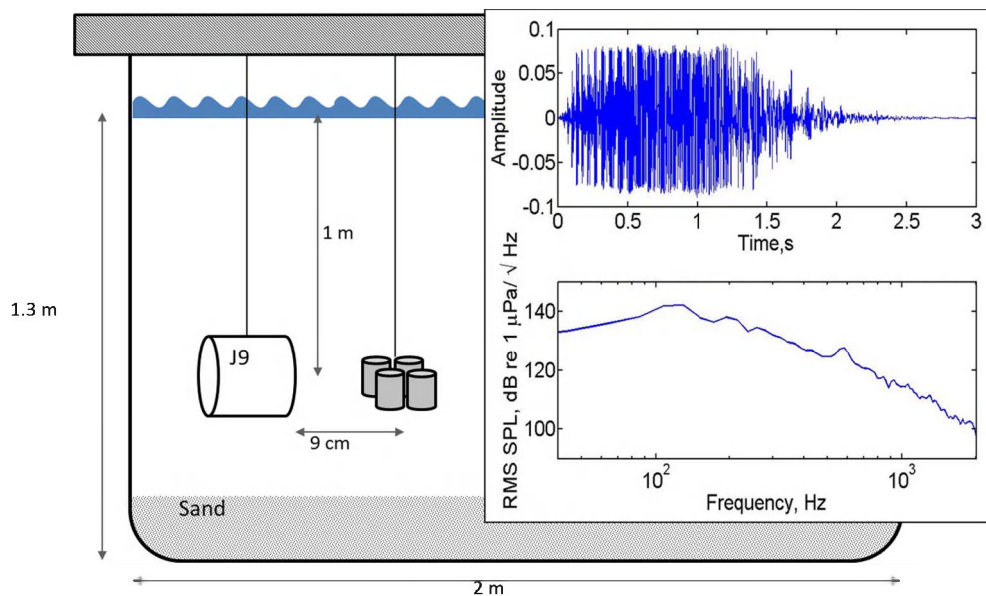 1.3 m
1 m
J9
9 cm
Sand
2 m
0.1
0.05
0
-0.05
-0.1
Amplitude
0 0.5 1 1.5 2 2.5 3
Time,s
140
120
100
RMS SPL, dB re 1 μPa/ √ Hz
10² 10³
Frequency, Hz